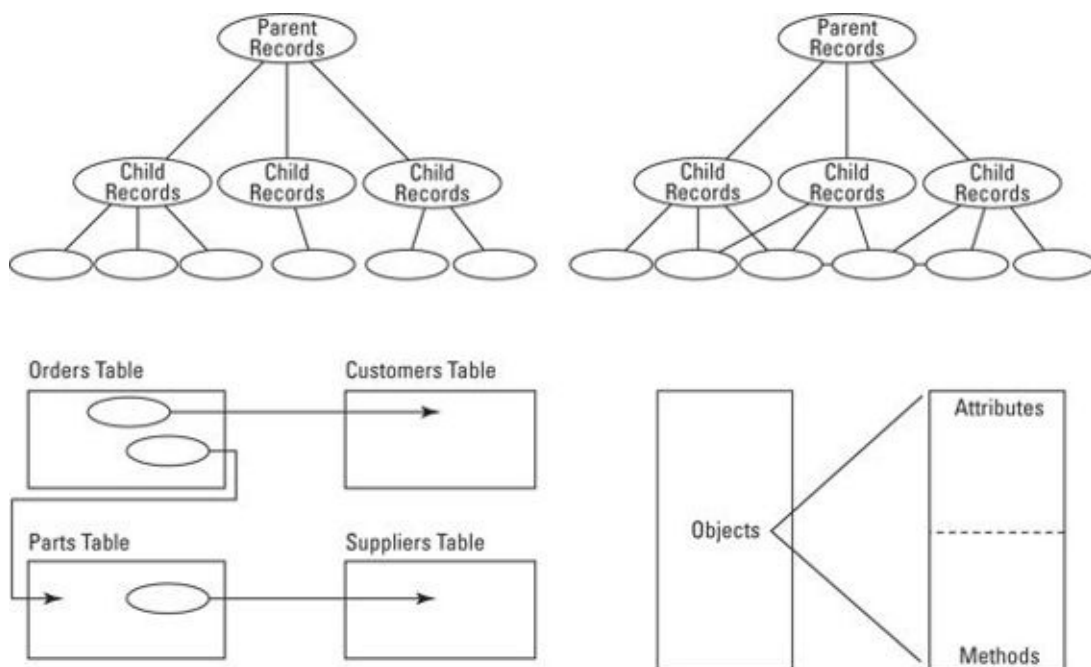 Parent
Records
Child
Records
Child
Records
Child
Records
Parent
Records
Child
Records
Child
Records
Child
Records
Orders Table
Customers Table
Parts Table
Suppliers Table
Objects
Attributes
Methods